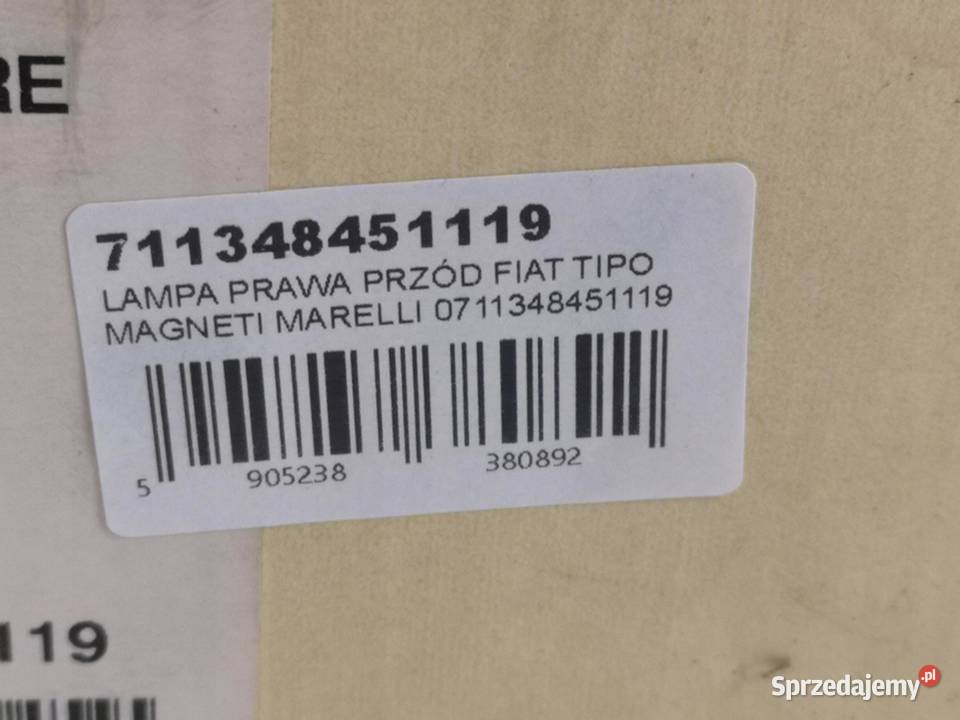 RE
711348451119
LAMPA PRAWA PRZÓD FIAT TIPO
MAGNETI MARELLI 0711348451119
5 905238 380892
119
Sprzedajemy.pl